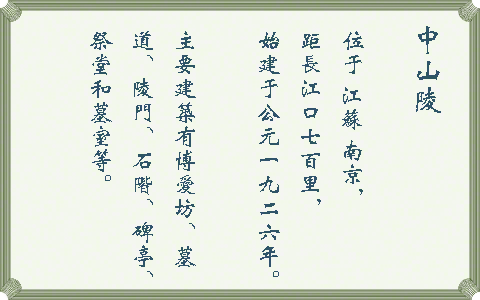 中山陵
位于江蘇南京，
距長江口七百里，
始建于公元一九二六年。
主要建築有博愛坊、墓
道、陵門、石階、碑亭、
祭堂和墓室等。